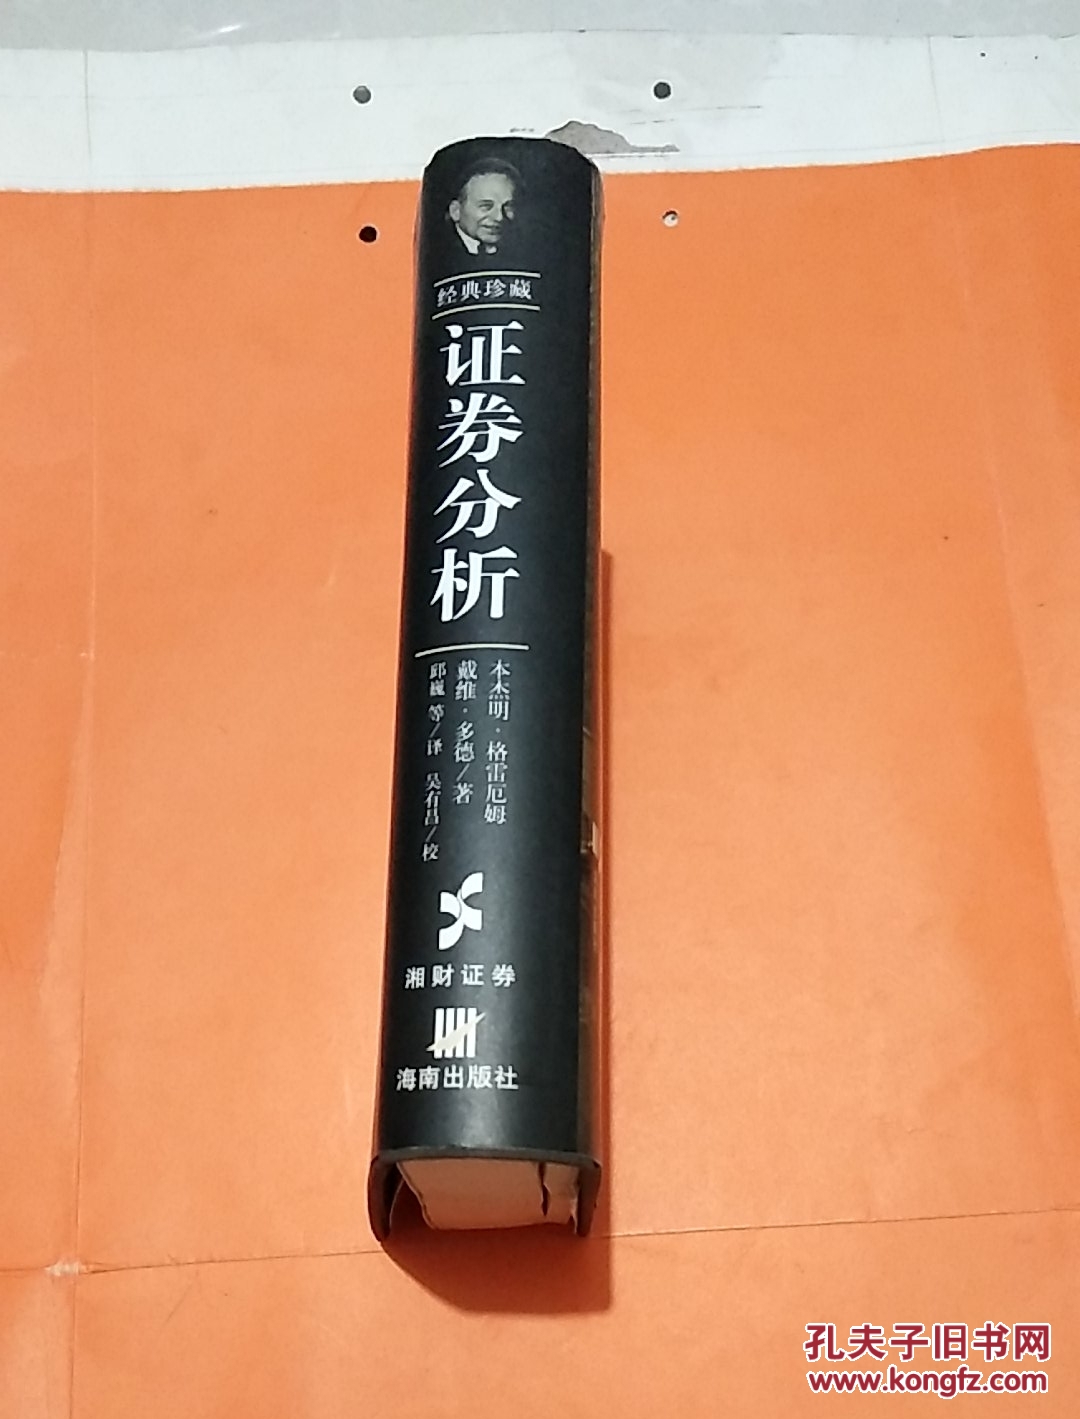 经典珍藏
证券分析
本杰明·格雷厄姆
戴维·多德/著
邱巍 等/译 吴有昌/校
湘财证券
海南出版社
孔夫子旧书网
www.kongfz.com